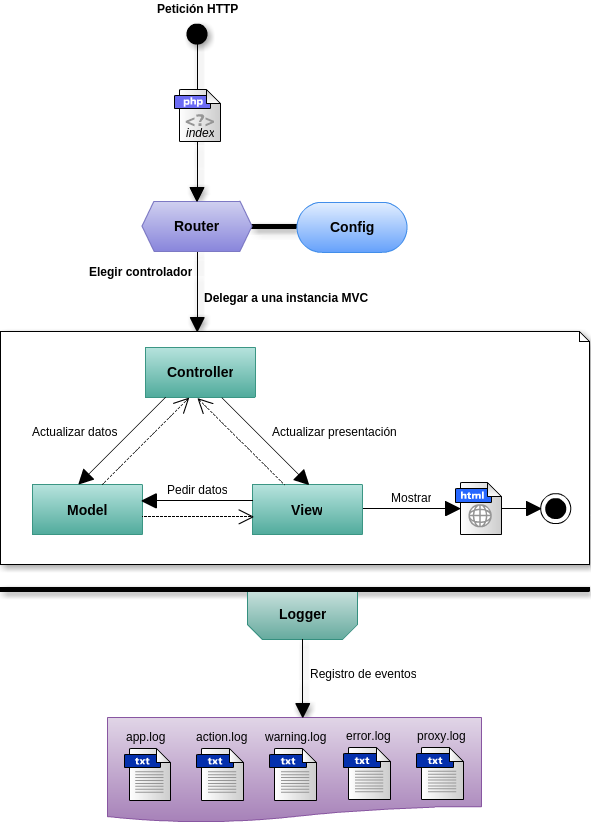 Petición HTTP
php
<?>
index
Router
Config
Elegir controlador
Delegar a una instancia MVC
Controller
Actualizar datos
Actualizar presentación
Pedir datos
Model
View
Mostrar
html
Logger
Registro de eventos
app.log action.log warning.log error.log proxy.log
txt txt txt txt txt